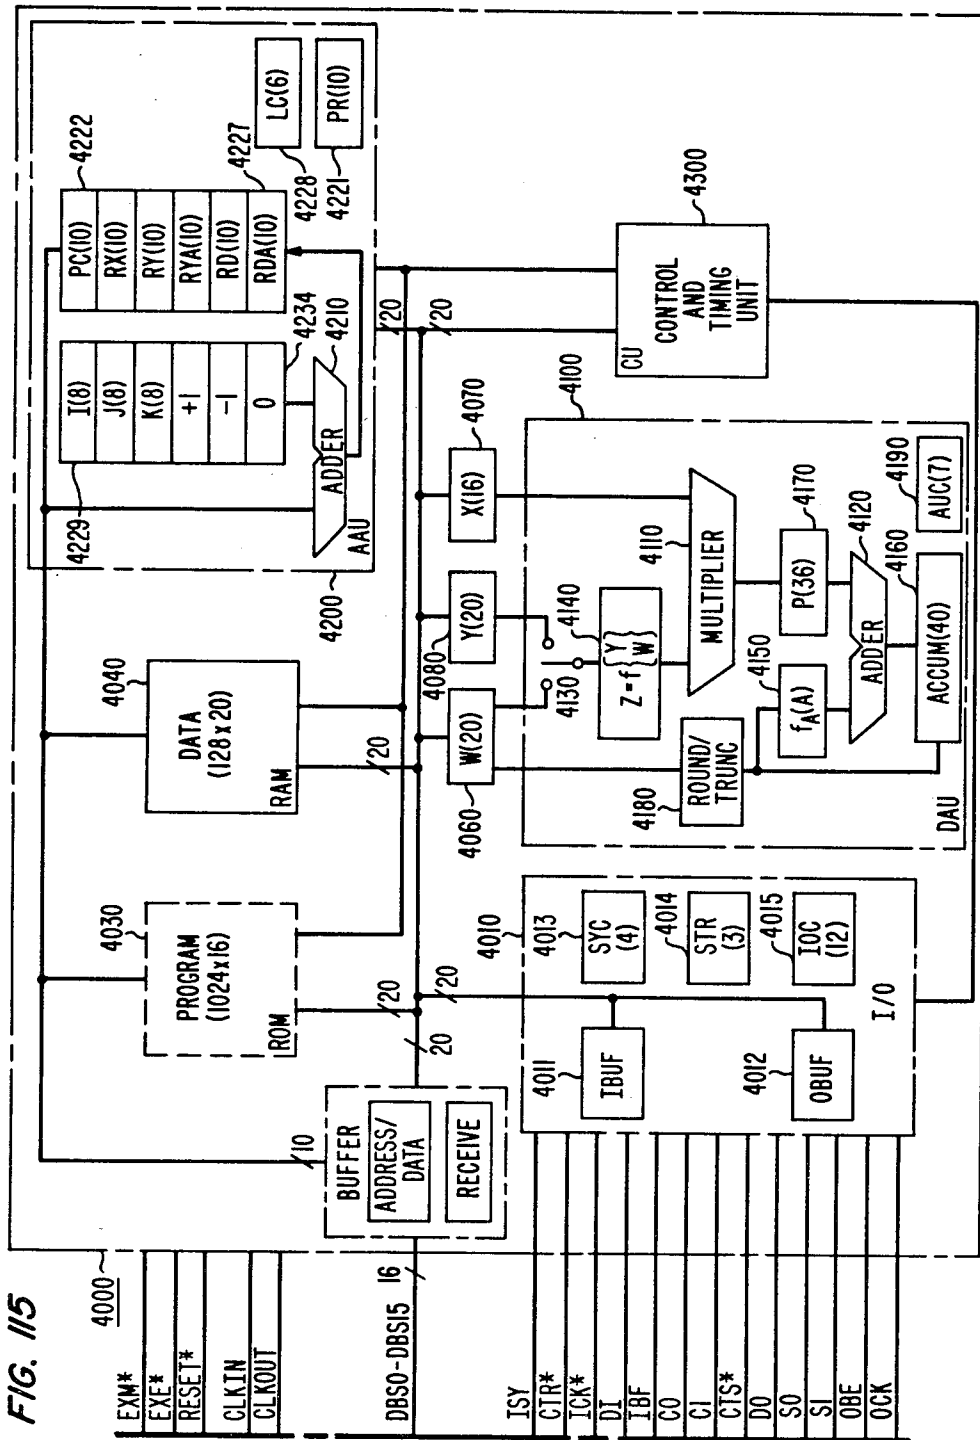 FIG. 115
4000
EXM*
EXE*
RESET*
CLKIN
CLKOUT
DBS0-DBS15
16
ISY
CTR*
ICK*
DI
IBF
CO
CI
CTS*
DO
SO
SI
OBE
OCK
10
BUFFER
ADDRESS/
DATA
RECEIVE
20
20
20
4030
PROGRAM
(1024x16)
ROM
4040
DATA
(128x20)
RAM
20
4200
4229
I(8)
J(8)
K(8)
+1
-1
0
4234
4210
ADDER
AAU
PC(10)
RX(10)
RY(10)
RYA(10)
RD(10)
RDA(10)
4222
4227
LC(6)
4228
PR(10)
4221
20
20
4010
4011
IBUF
4012
OBUF
4013
SYC
(4)
4014
STR
(3)
4015
IOC
(12)
I/O
4060
W(20)
4080
Y(20)
X(16)
4070
4130
4140
Z=f{Y W}
4110
MULTIPLIER
4100
4180
ROUND/
TRUNC
4150
fA(A)
P(36)
4170
ADDER
4120
4160
ACCUM(40)
4190
AUC(7)
DAU
4300
CU
CONTROL
AND
TIMING
UNIT